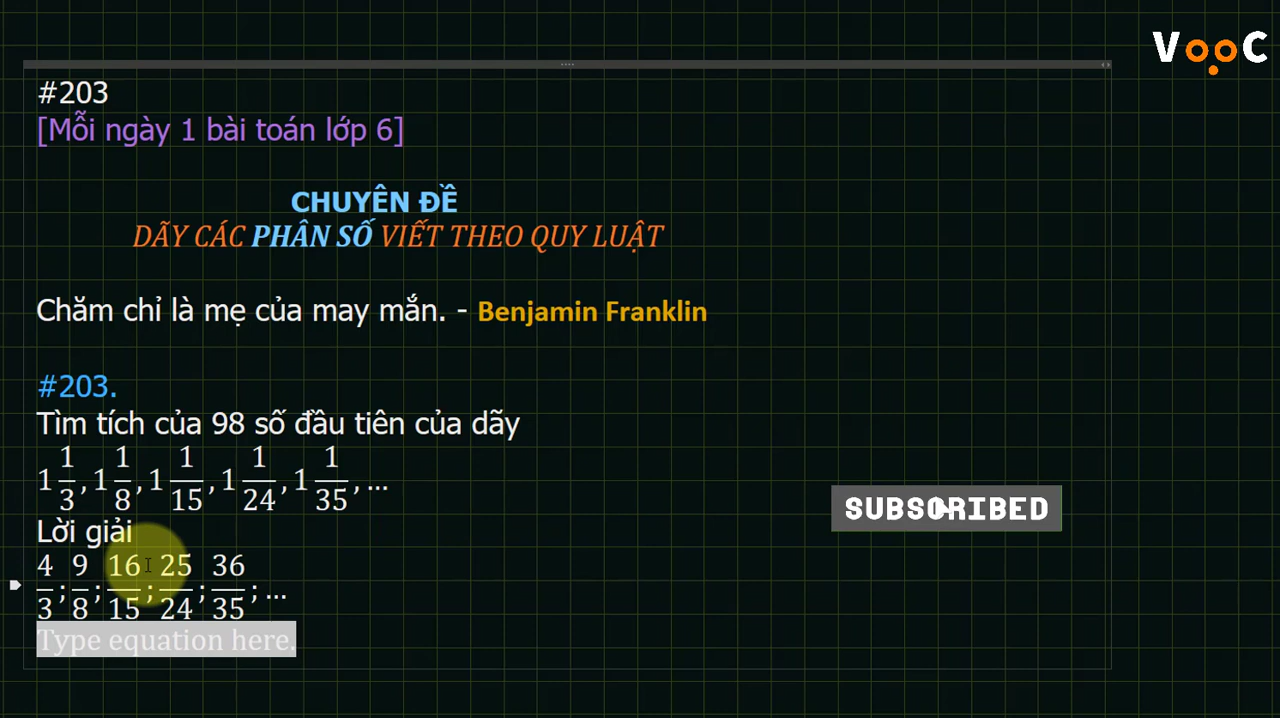 VooC
#203
[Mỗi ngày 1 bài toán lớp 6]
CHUYÊN ĐỀ
DÃY CÁC PHÂN SỐ VIẾT THEO QUY LUẬT
Chăm chỉ là mẹ của may mắn. - Benjamin Franklin
#203.
Tìm tích của 98 số đầu tiên của dãy
1 1/3, 1 1/8, 1 1/15, 1 1/24, 1 1/35, ...
SUBSCRIBED
Lời giải
4/3; 9/8; 16/15; 25/24; 36/35; ...
Type equation here.